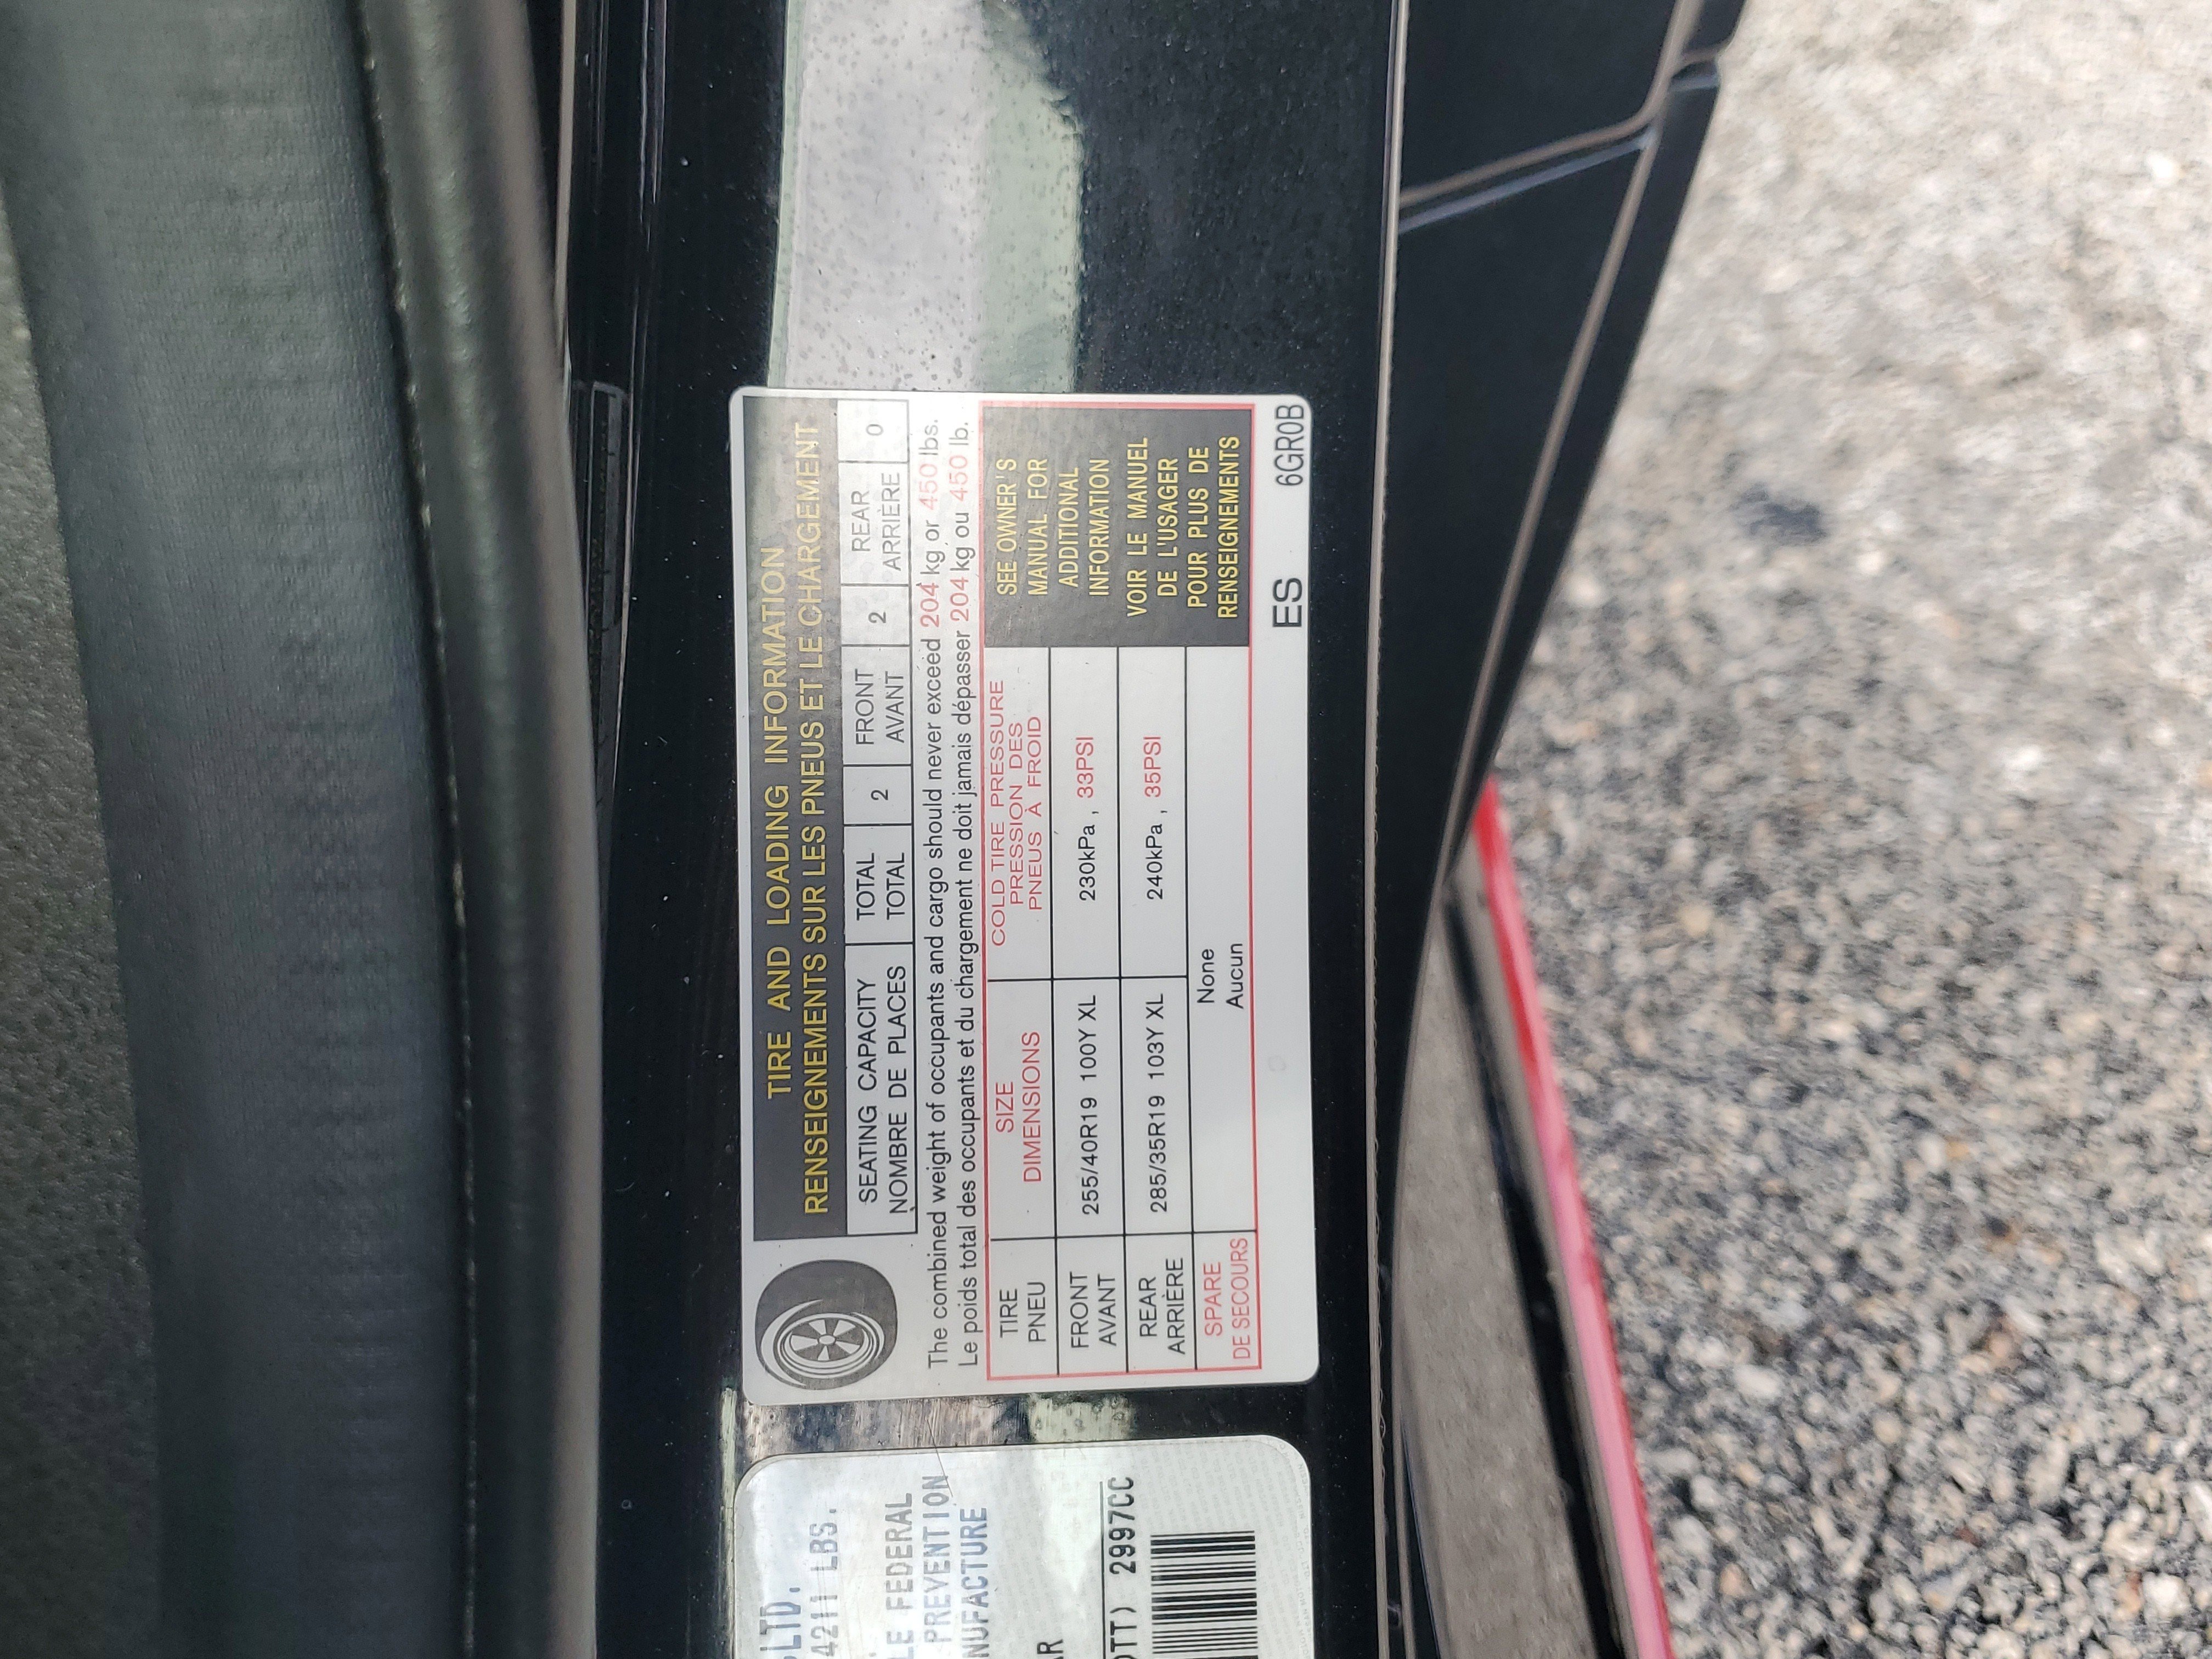 TIRE AND LOADING INFORMATION
RENSEIGNEMENTS SUR LES PNEUS ET LE CHARGEMENT
SEATING CAPACITY TOTAL 2 FRONT 2 REAR 0
NOMBRE DE PLACES TOTAL AVANT ARRIÈRE
The combined weight of occupants and cargo should never exceed 204 kg or 450 lbs.
Le poids total des occupants et du chargement ne doit jamais dépasser 204 kg ou 450 lb.
TIRE
PNEU
SIZE
DIMENSIONS
COLD TIRE PRESSURE
PRESSION DES
PNEUS À FROID
FRONT
AVANT
255/40R19 100Y XL
230kPa , 33PSI
REAR
ARRIÈRE
285/35R19 103Y XL
240kPa , 35PSI
SPARE
DE SECOURS
None
Aucun
SEE OWNER'S
MANUAL FOR
ADDITIONAL
INFORMATION
VOIR LE MANUEL
DE L'USAGER
POUR PLUS DE
RENSEIGNEMENTS
ES 6GR0B
LTD.
4211 LBS.
LE FEDERAL
PREVENTION
NUFACTURE
AR
OTT) 2997CC